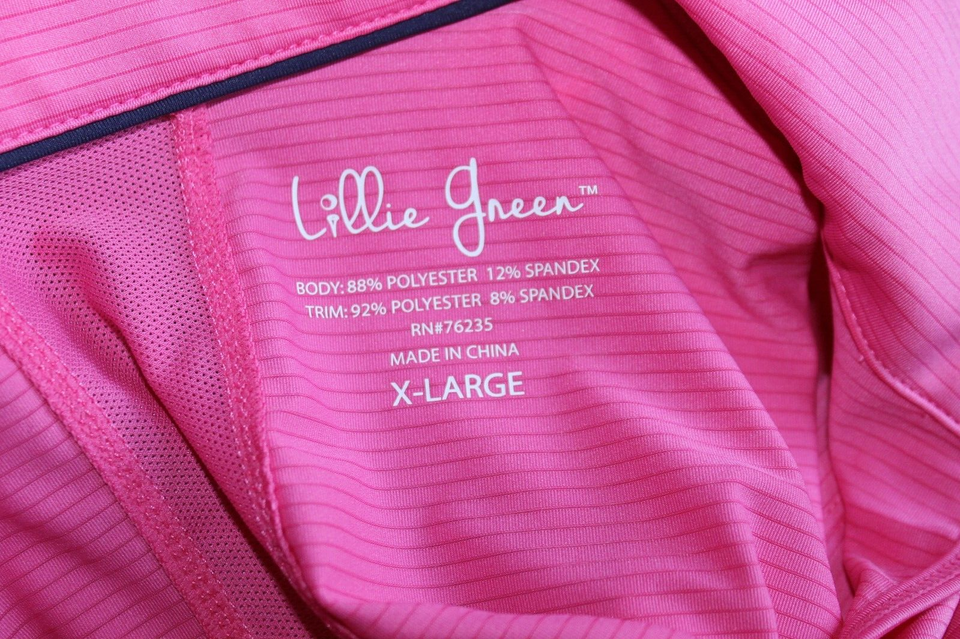 Lillie Green™
BODY: 88% POLYESTER 12% SPANDEX
TRIM: 92% POLYESTER 8% SPANDEX
RN#76235
MADE IN CHINA
X-LARGE